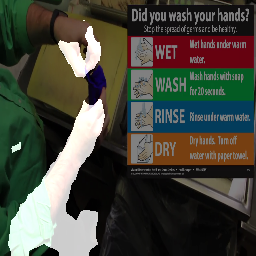 Did you wash your hands?
Stop the spread of germs and be healthy.
WET
Wet hands under warm
water.
WASH
Wash hands with soap
for 20 seconds.
RINSE
Rinse under warm water.
DRY
Dry hands. Turn off
water with paper towel.